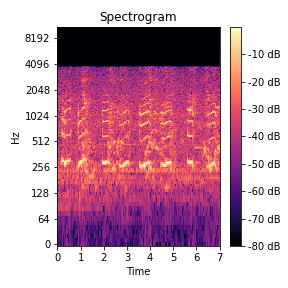 Spectrogram
8192
4096
2048
1024
512
256
128
64
0
Hz
0 1 2 3 4 5 6 7
Time
-10 dB
-20 dB
-30 dB
-40 dB
-50 dB
-60 dB
-70 dB
-80 dB